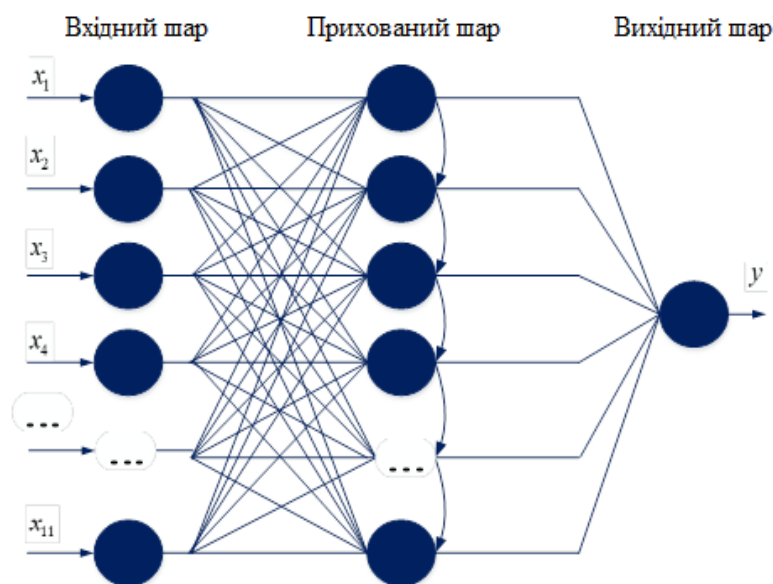 Вхідний шар Прихований шар Вихідний шар
x₁
x₂
x₃
y
x₄
...
... ...
x₁₁